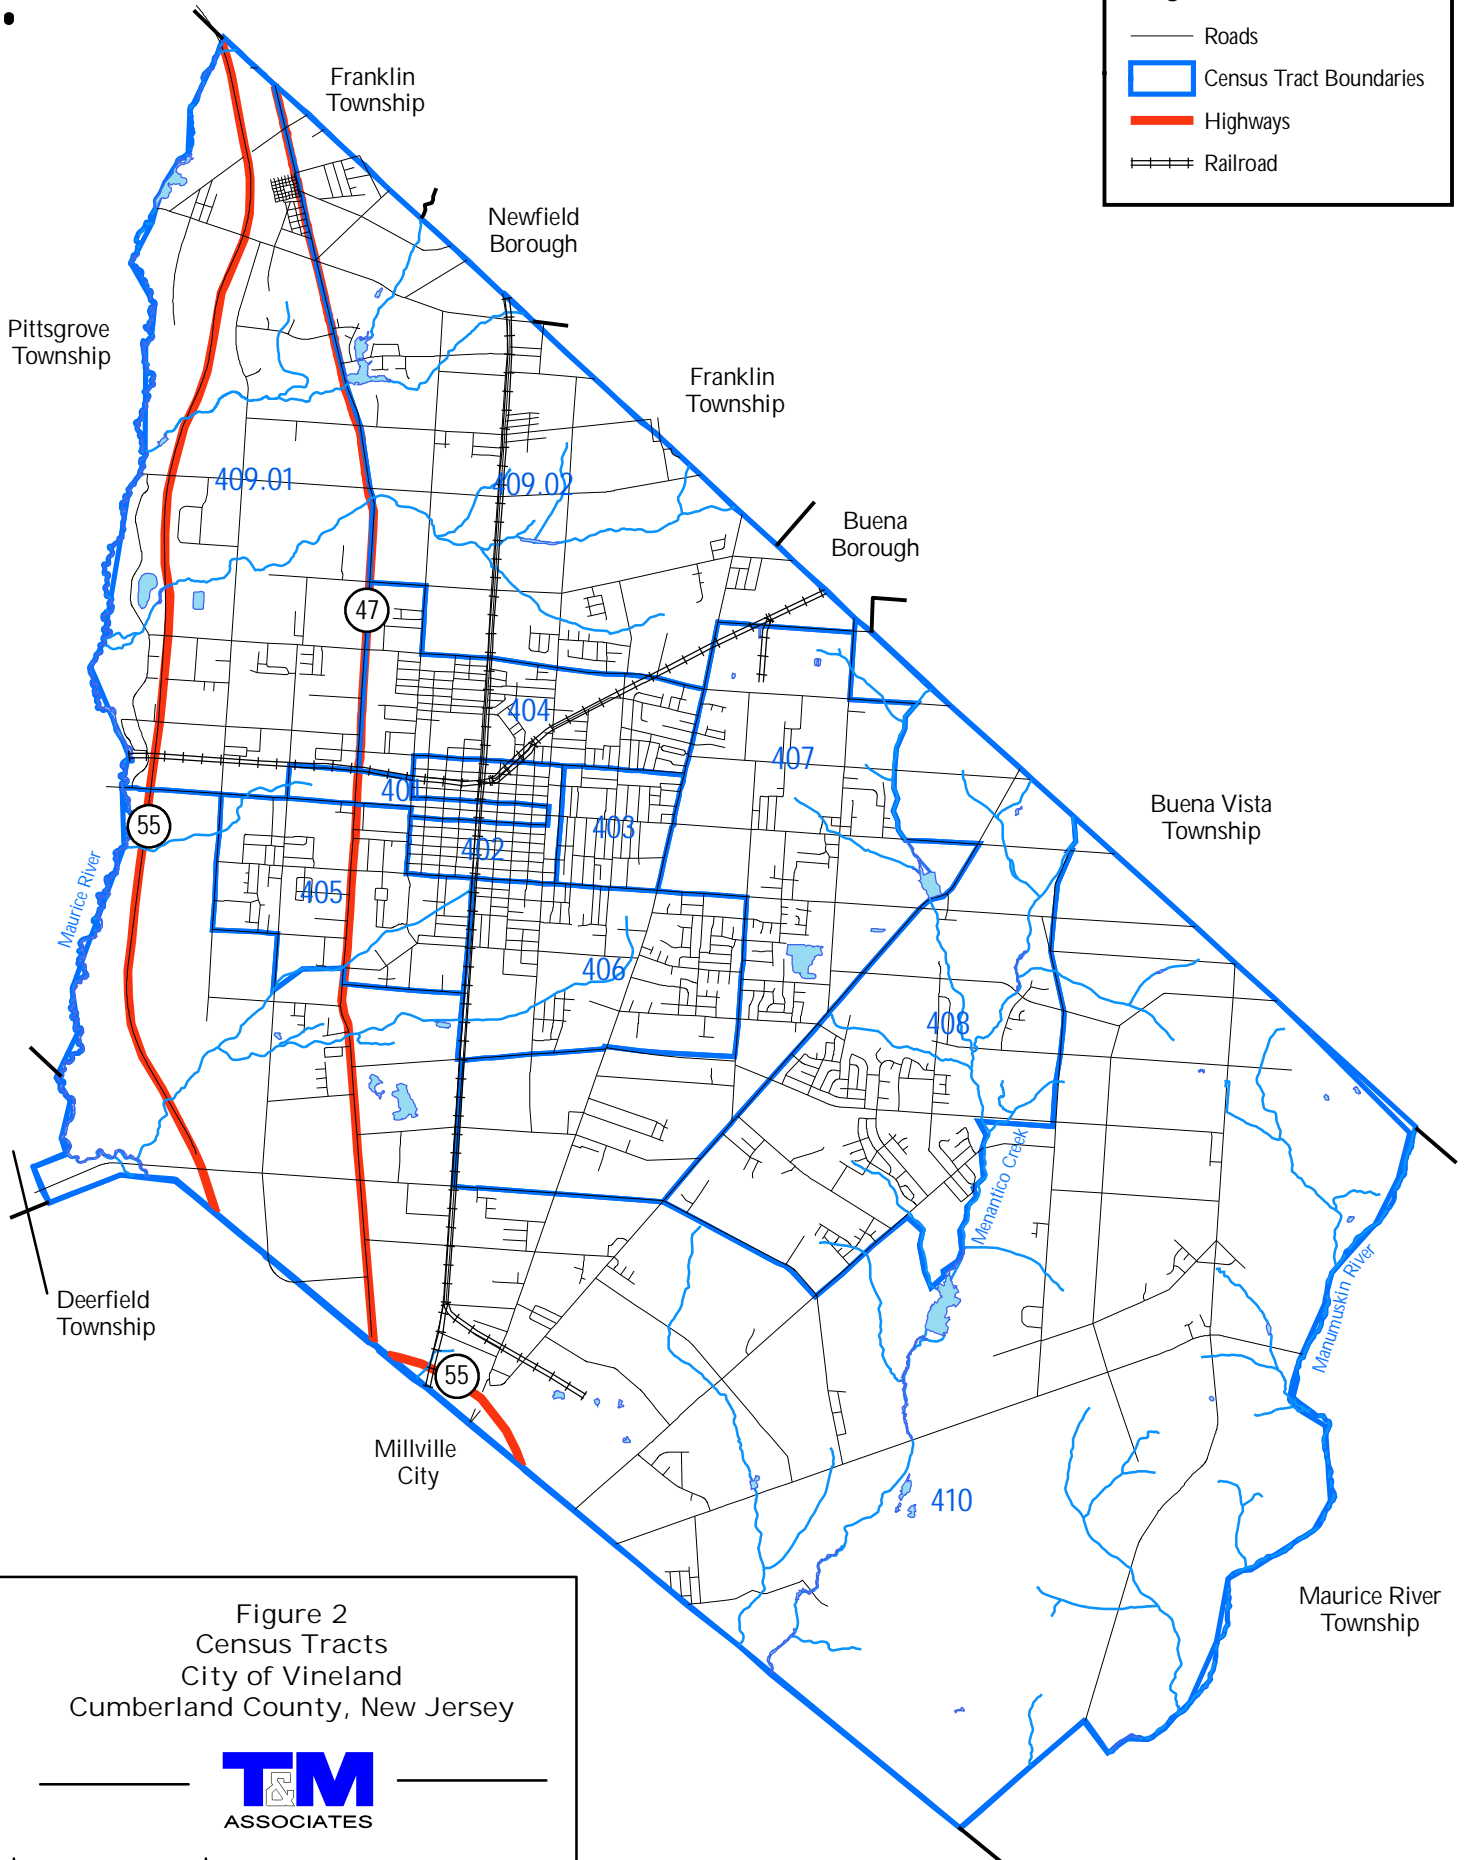 Roads
Census Tract Boundaries
Highways
Railroad
Franklin
Township
Newfield
Borough
Pittsgrove
Township
Franklin
Township
409.01
409.02
Buena
Borough
47
404
407
401
Buena Vista
Township
55
403
402
Maurice River
405
406
408
Menantico Creek
Manumuskin River
Deerfield
Township
55
Millville
City
410
Maurice River
Township
Figure 2
Census Tracts
City of Vineland
Cumberland County, New Jersey
T&M
ASSOCIATES